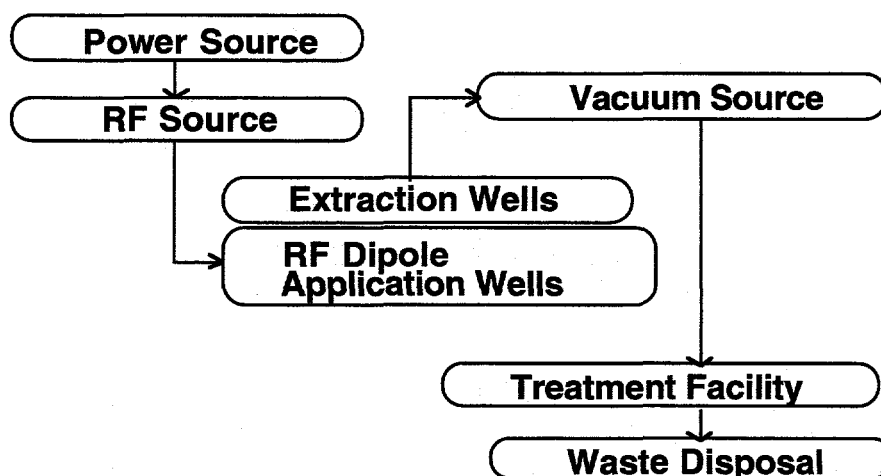 Power Source
RF Source
Vacuum Source
Extraction Wells
RF Dipole
Application Wells
Treatment Facility
Waste Disposal